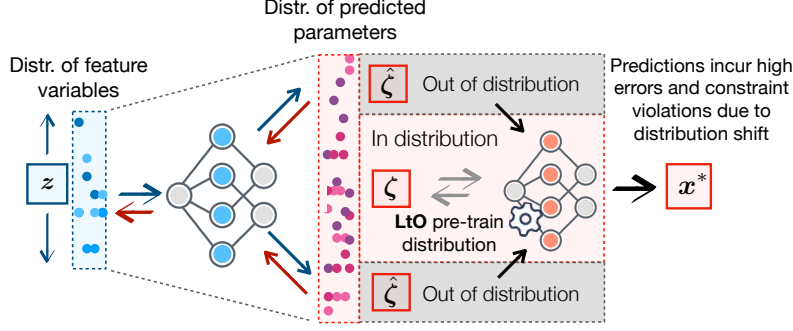 Distr. of predicted
parameters
Distr. of feature
variables
z
ζ̂ Out of distribution
In distribution
ζ
LtO pre-train
distribution
ζ̂ Out of distribution
Predictions incur high
errors and constraint
violations due to
distribution shift
x*